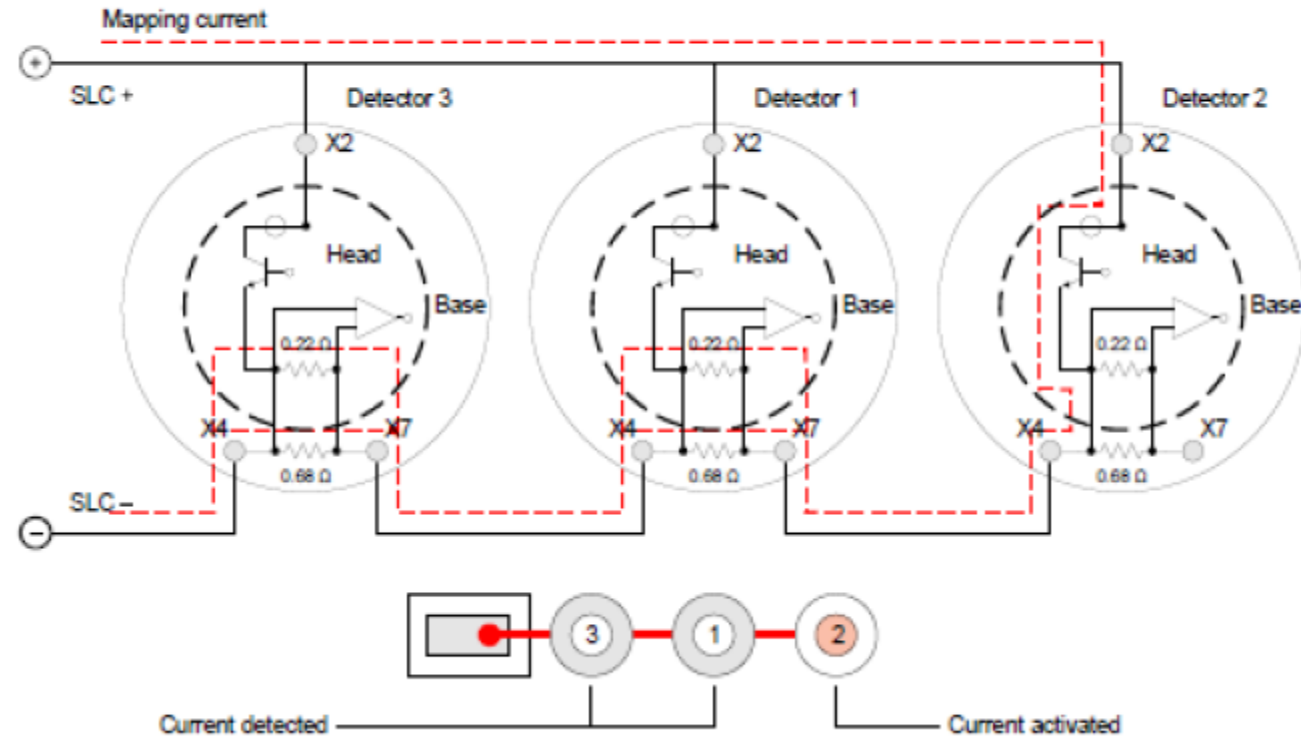 Mapping current
+
SLC +
Detector 3
Detector 1
Detector 2
X2
X2
X2
Head
Head
Head
Base
Base
Base
0.22 Ω
0.22 Ω
0.22 Ω
X4
X7
X4
X7
X4
X7
0.68 Ω
0.68 Ω
0.68 Ω
SLC –
–
3
1
2
Current detected
Current activated